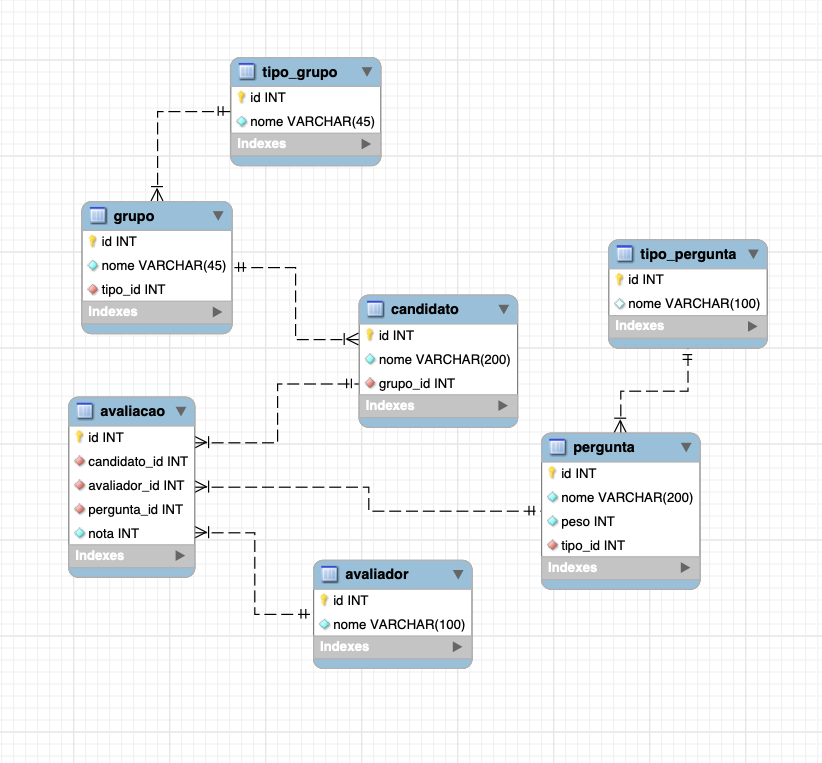 tipo_grupo
id INT
nome VARCHAR(45)
Indexes
grupo
id INT
nome VARCHAR(45)
tipo_id INT
Indexes
tipo_pergunta
id INT
nome VARCHAR(100)
Indexes
candidato
id INT
nome VARCHAR(200)
grupo_id INT
Indexes
avaliacao
id INT
candidato_id INT
avaliador_id INT
pergunta_id INT
nota INT
Indexes
pergunta
id INT
nome VARCHAR(200)
peso INT
tipo_id INT
Indexes
avaliador
id INT
nome VARCHAR(100)
Indexes